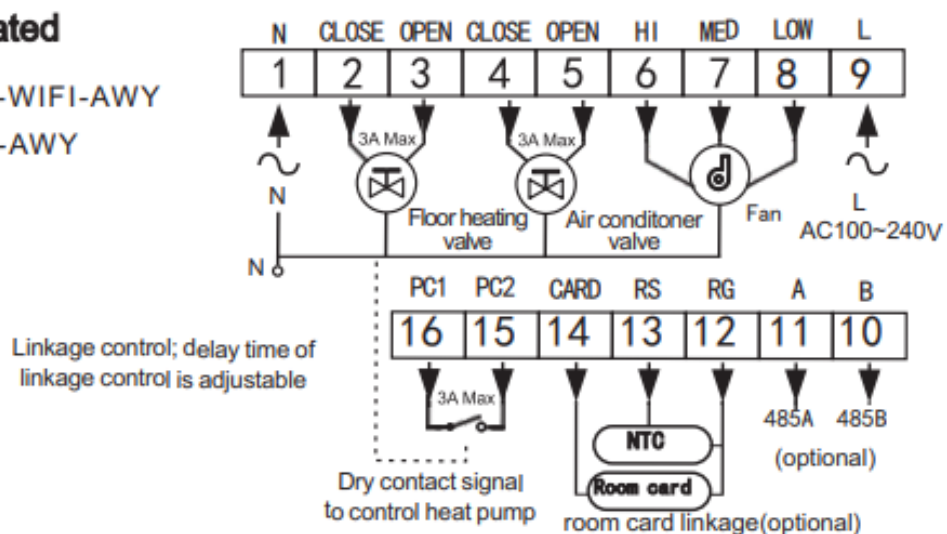 ated
-WIFI-AWY
-AWY
N CLOSE OPEN CLOSE OPEN HI MED LOW L
1 2 3 4 5 6 7 8 9
3A Max 3A Max
N
Floor heating
valve
Air conditoner
valve
Fan
L
AC100~240V
N
PC1 PC2 CARD RS RG A B
16 15 14 13 12 11 10
Linkage control; delay time of
linkage control is adjustable
3A Max
485A 485B
(optional)
NTC
Room card
Dry contact signal
to control heat pump
room card linkage(optional)